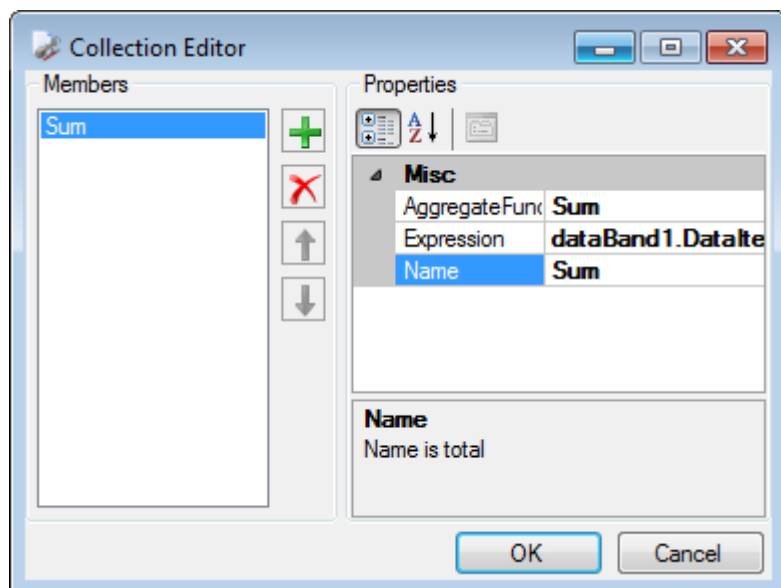 Collection Editor
Members
Properties
Sum
A
Z
Misc
AggregateFunc Sum
Expression dataBand1.DataIte
Name Sum
Name
Name is total
OK Cancel